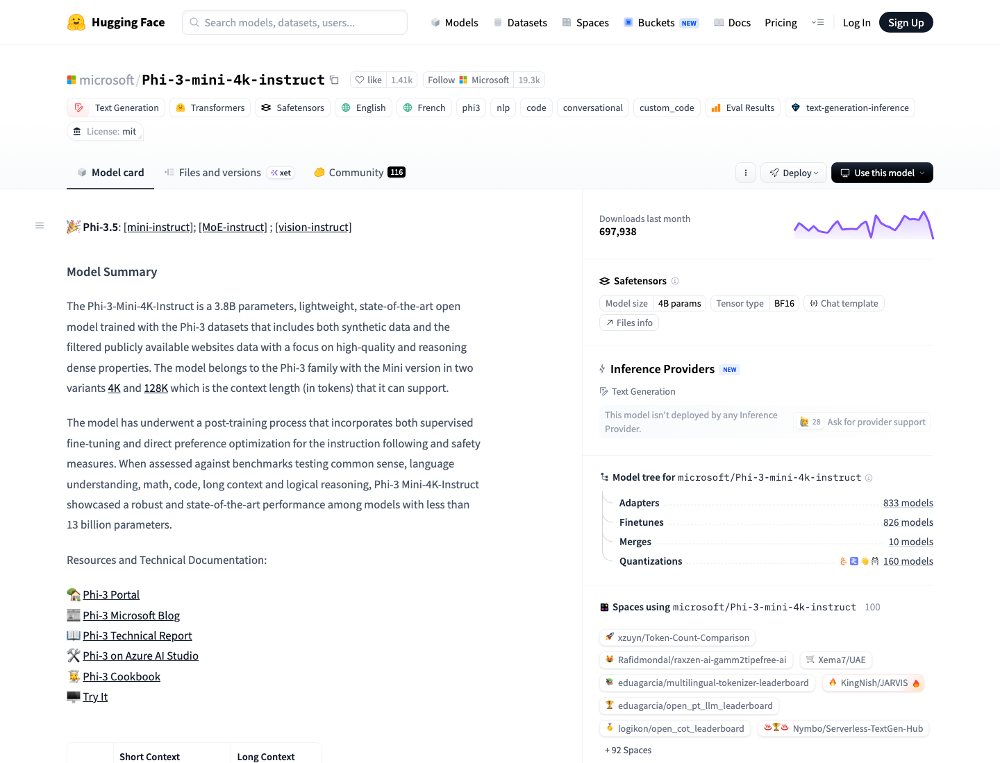 Hugging Face
Search models, datasets, users...
Models
Datasets
Spaces
Buckets NEW
Docs
Pricing
Log In
Sign Up
microsoft/Phi-3-mini-4k-instruct
like 1.41k
Follow Microsoft 19.3k
Text Generation
Transformers
Safetensors
English
French
phi3
nlp
code
conversational
custom_code
Eval Results
text-generation-inference
License: mit
Model card
Files and versions xet
Community 116
Deploy
Use this model
Phi-3.5: [mini-instruct]; [MoE-instruct] ; [vision-instruct]
Model Summary
The Phi-3-Mini-4K-Instruct is a 3.8B parameters, lightweight, state-of-the-art open
model trained with the Phi-3 datasets that includes both synthetic data and the
filtered publicly available websites data with a focus on high-quality and reasoning
dense properties. The model belongs to the Phi-3 family with the Mini version in two
variants 4K and 128K which is the context length (in tokens) that it can support.
The model has underwent a post-training process that incorporates both supervised
fine-tuning and direct preference optimization for the instruction following and safety
measures. When assessed against benchmarks testing common sense, language
understanding, math, code, long context and logical reasoning, Phi-3 Mini-4K-Instruct
showcased a robust and state-of-the-art performance among models with less than
13 billion parameters.
Resources and Technical Documentation:
Phi-3 Portal
Phi-3 Microsoft Blog
Phi-3 Technical Report
Phi-3 on Azure AI Studio
Phi-3 Cookbook
Try It
Short Context
Long Context
Downloads last month
697,938
Safetensors
Model size 4B params
Tensor type BF16
Chat template
Files info
Inference Providers NEW
Text Generation
This model isn't deployed by any Inference
Provider.
28 Ask for provider support
Model tree for microsoft/Phi-3-mini-4k-instruct
Adapters 833 models
Finetunes 826 models
Merges 10 models
Quantizations 160 models
Spaces using microsoft/Phi-3-mini-4k-instruct 100
xzuyn/Token-Count-Comparison
Rafidmondal/raxzen-ai-gamm2tipefree-ai
Xema7/UAE
eduagarcia/multilingual-tokenizer-leaderboard
KingNish/JARVIS
eduagarcia/open_pt_llm_leaderboard
logikon/open_cot_leaderboard
Nymbo/Serverless-TextGen-Hub
+ 92 Spaces